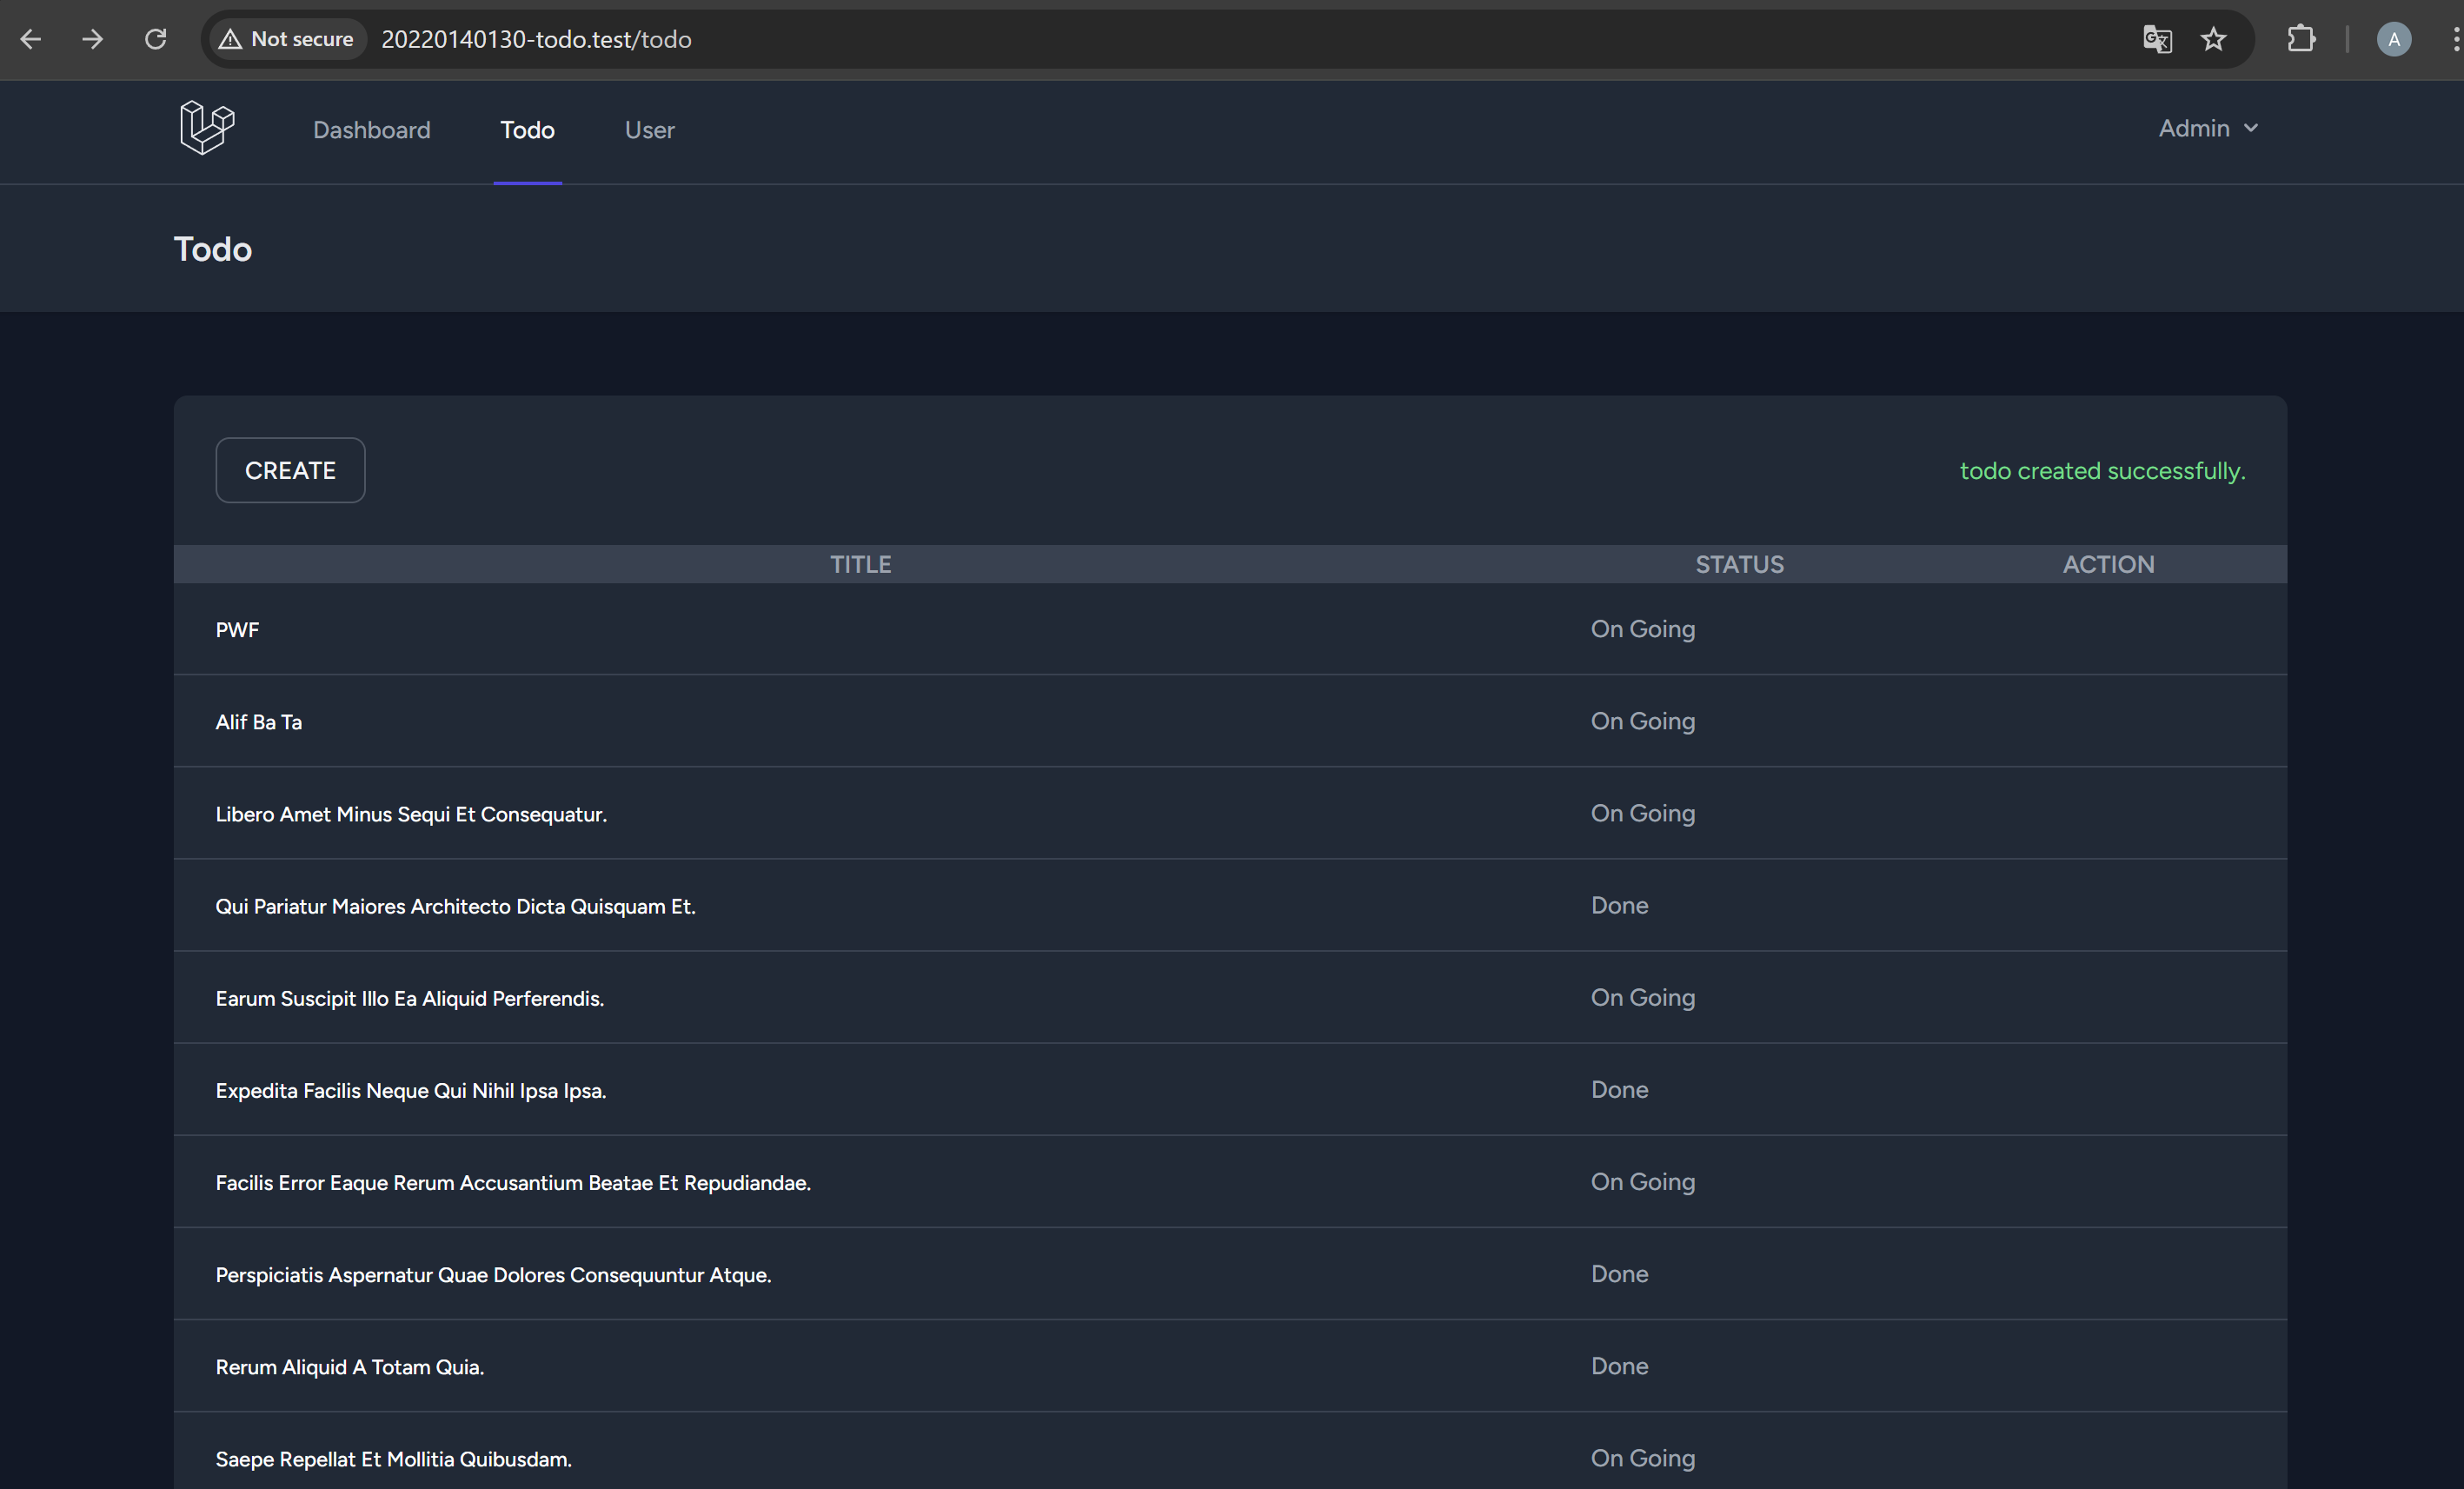 Not secure 20220140130-todo.test/todo A
Dashboard Todo User Admin
Todo
CREATE todo created successfully.
TITLE STATUS ACTION
PWF On Going
Alif Ba Ta On Going
Libero Amet Minus Sequi Et Consequatur. On Going
Qui Pariatur Maiores Architecto Dicta Quisquam Et. Done
Earum Suscipit Illo Ea Aliquid Perferendis. On Going
Expedita Facilis Neque Qui Nihil Ipsa Ipsa. Done
Facilis Error Eaque Rerum Accusantium Beatae Et Repudiandae. On Going
Perspiciatis Aspernatur Quae Dolores Consequuntur Atque. Done
Rerum Aliquid A Totam Quia. Done
Saepe Repellat Et Mollitia Quibusdam. On Going